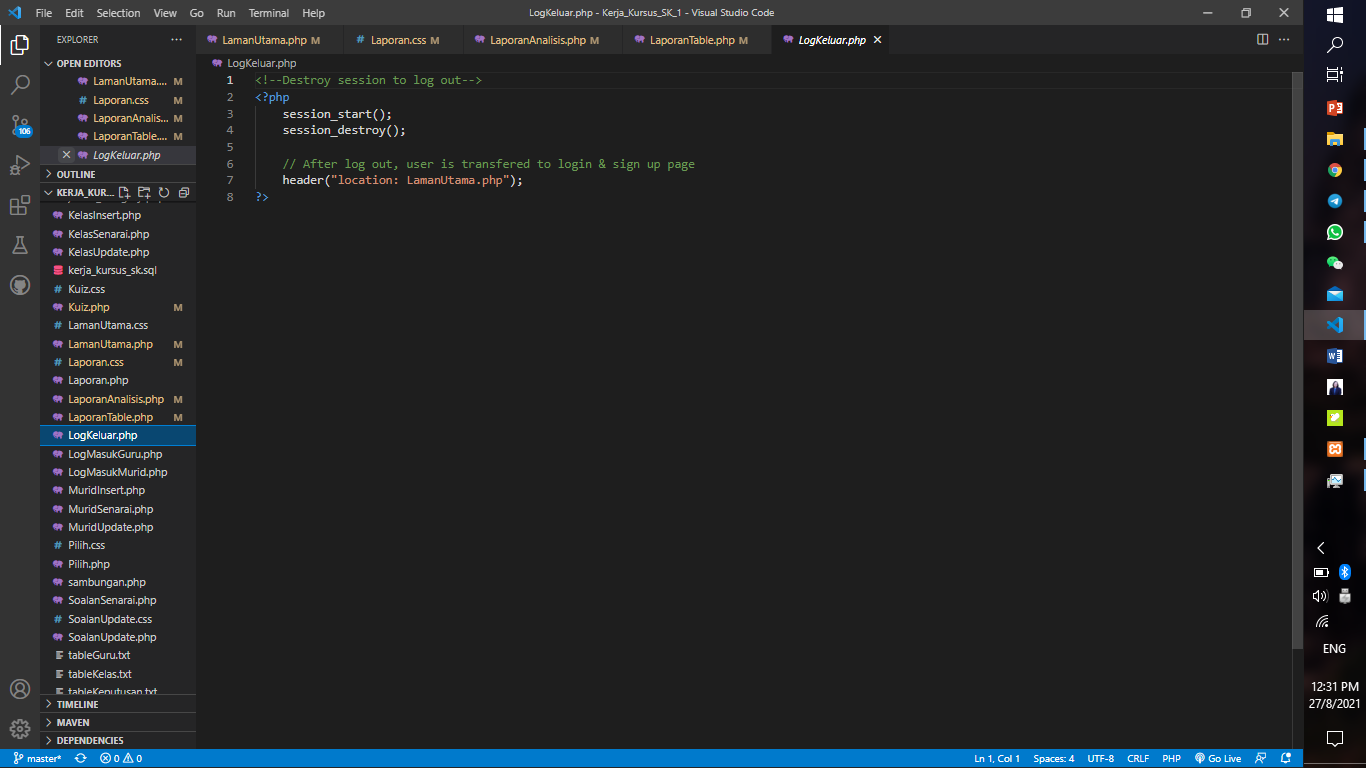 File Edit Selection View Go Run Terminal Help
LogKeluar.php - Kerja_Kursus_SK_1 - Visual Studio Code
EXPLORER
LamanUtama.php M
Laporan.css M
LaporanAnalisis.php M
LaporanTable.php M
LogKeluar.php
OPEN EDITORS
LamanUtama.... M
Laporan.css M
LaporanAnalis... M
LaporanTable.... M
LogKeluar.php
OUTLINE
KERJA_KUR...
KelasInsert.php
KelasSenarai.php
KelasUpdate.php
kerja_kursus_sk.sql
Kuiz.css
Kuiz.php M
LamanUtama.css
LamanUtama.php M
Laporan.css M
Laporan.php
LaporanAnalisis.php M
LaporanTable.php M
LogKeluar.php
LogMasukGuru.php
LogMasukMurid.php
MuridInsert.php
MuridSenarai.php
MuridUpdate.php
Pilih.css
Pilih.php
sambungan.php
SoalanSenarai.php
SoalanUpdate.css
SoalanUpdate.php
tableGuru.txt
tableKelas.txt
tableKeputusan.txt
TIMELINE
MAVEN
DEPENDENCIES
106
LogKeluar.php
1 <!--Destroy session to log out-->
2 <?php
3 session_start();
4 session_destroy();
5
6 // After log out, user is transfered to login & sign up page
7 header("location: LamanUtama.php");
8 ?>
master* 0 0
Ln 1, Col 1 Spaces: 4 UTF-8 CRLF PHP Go Live
ENG
12:31 PM
27/8/2021